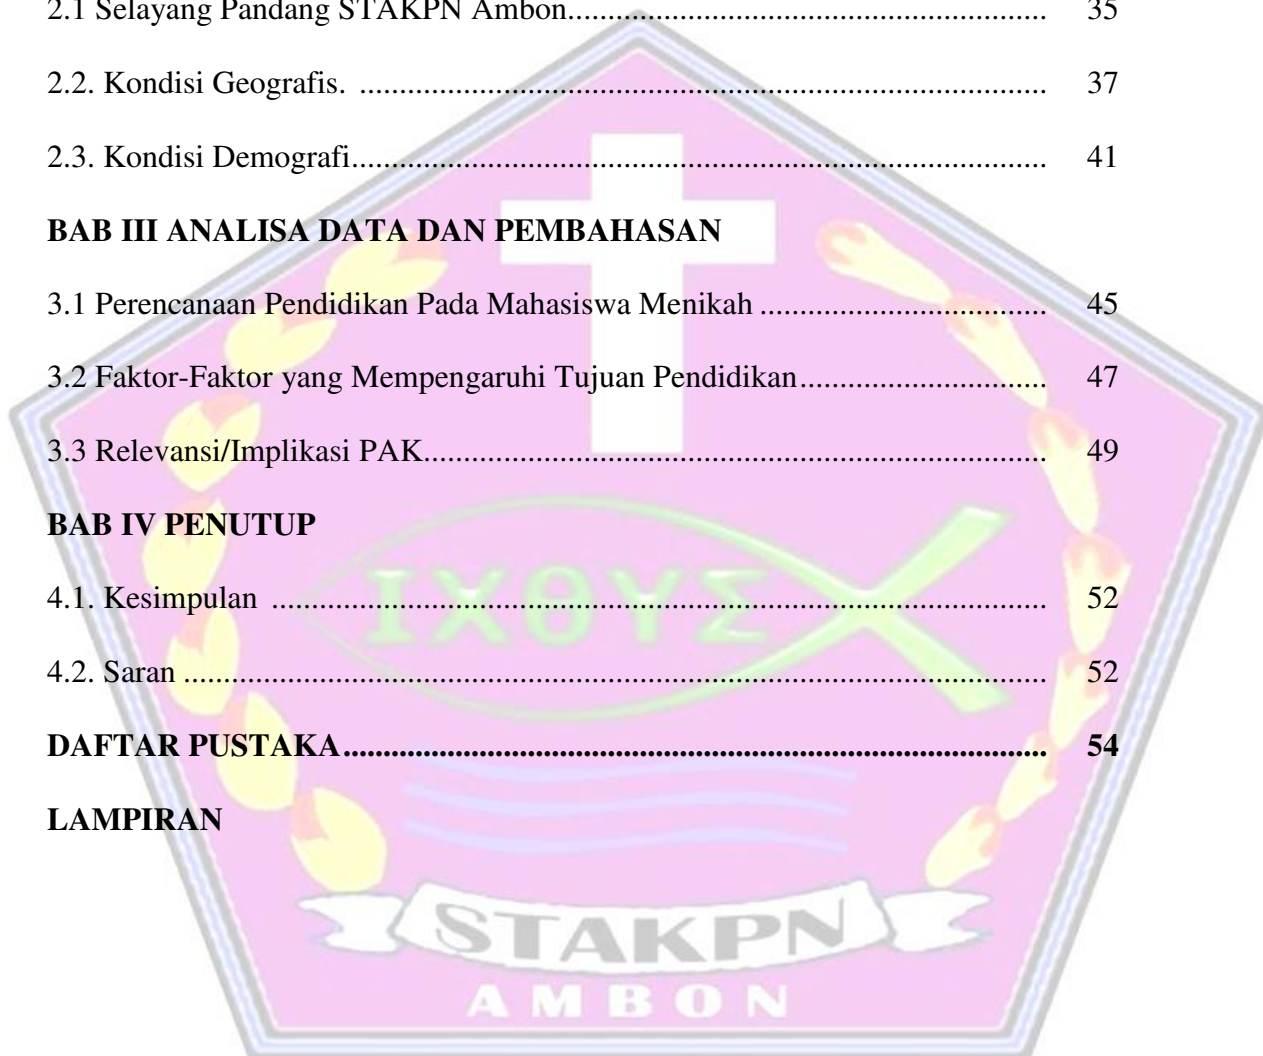 2.1 Selayang Pandang STAKPN Ambon............................................................ 35
2.2. Kondisi Geografis. ...................................................................................... 37
2.3. Kondisi Demografi....................................................................................... 41
BAB III ANALISA DATA DAN PEMBAHASAN
3.1 Perencanaan Pendidikan Pada Mahasiswa Menikah .................................... 45
3.2 Faktor-Faktor yang Mempengaruhi Tujuan Pendidikan............................... 47
3.3 Relevansi/Implikasi PAK.............................................................................. 49
BAB IV PENUTUP
4.1. Kesimpulan ................................................................................................. 52
4.2. Saran ............................................................................................................ 52
DAFTAR PUSTAKA........................................................................................ 54
LAMPIRAN
ΙΧΘΥΣ
STAKPN
AMBON